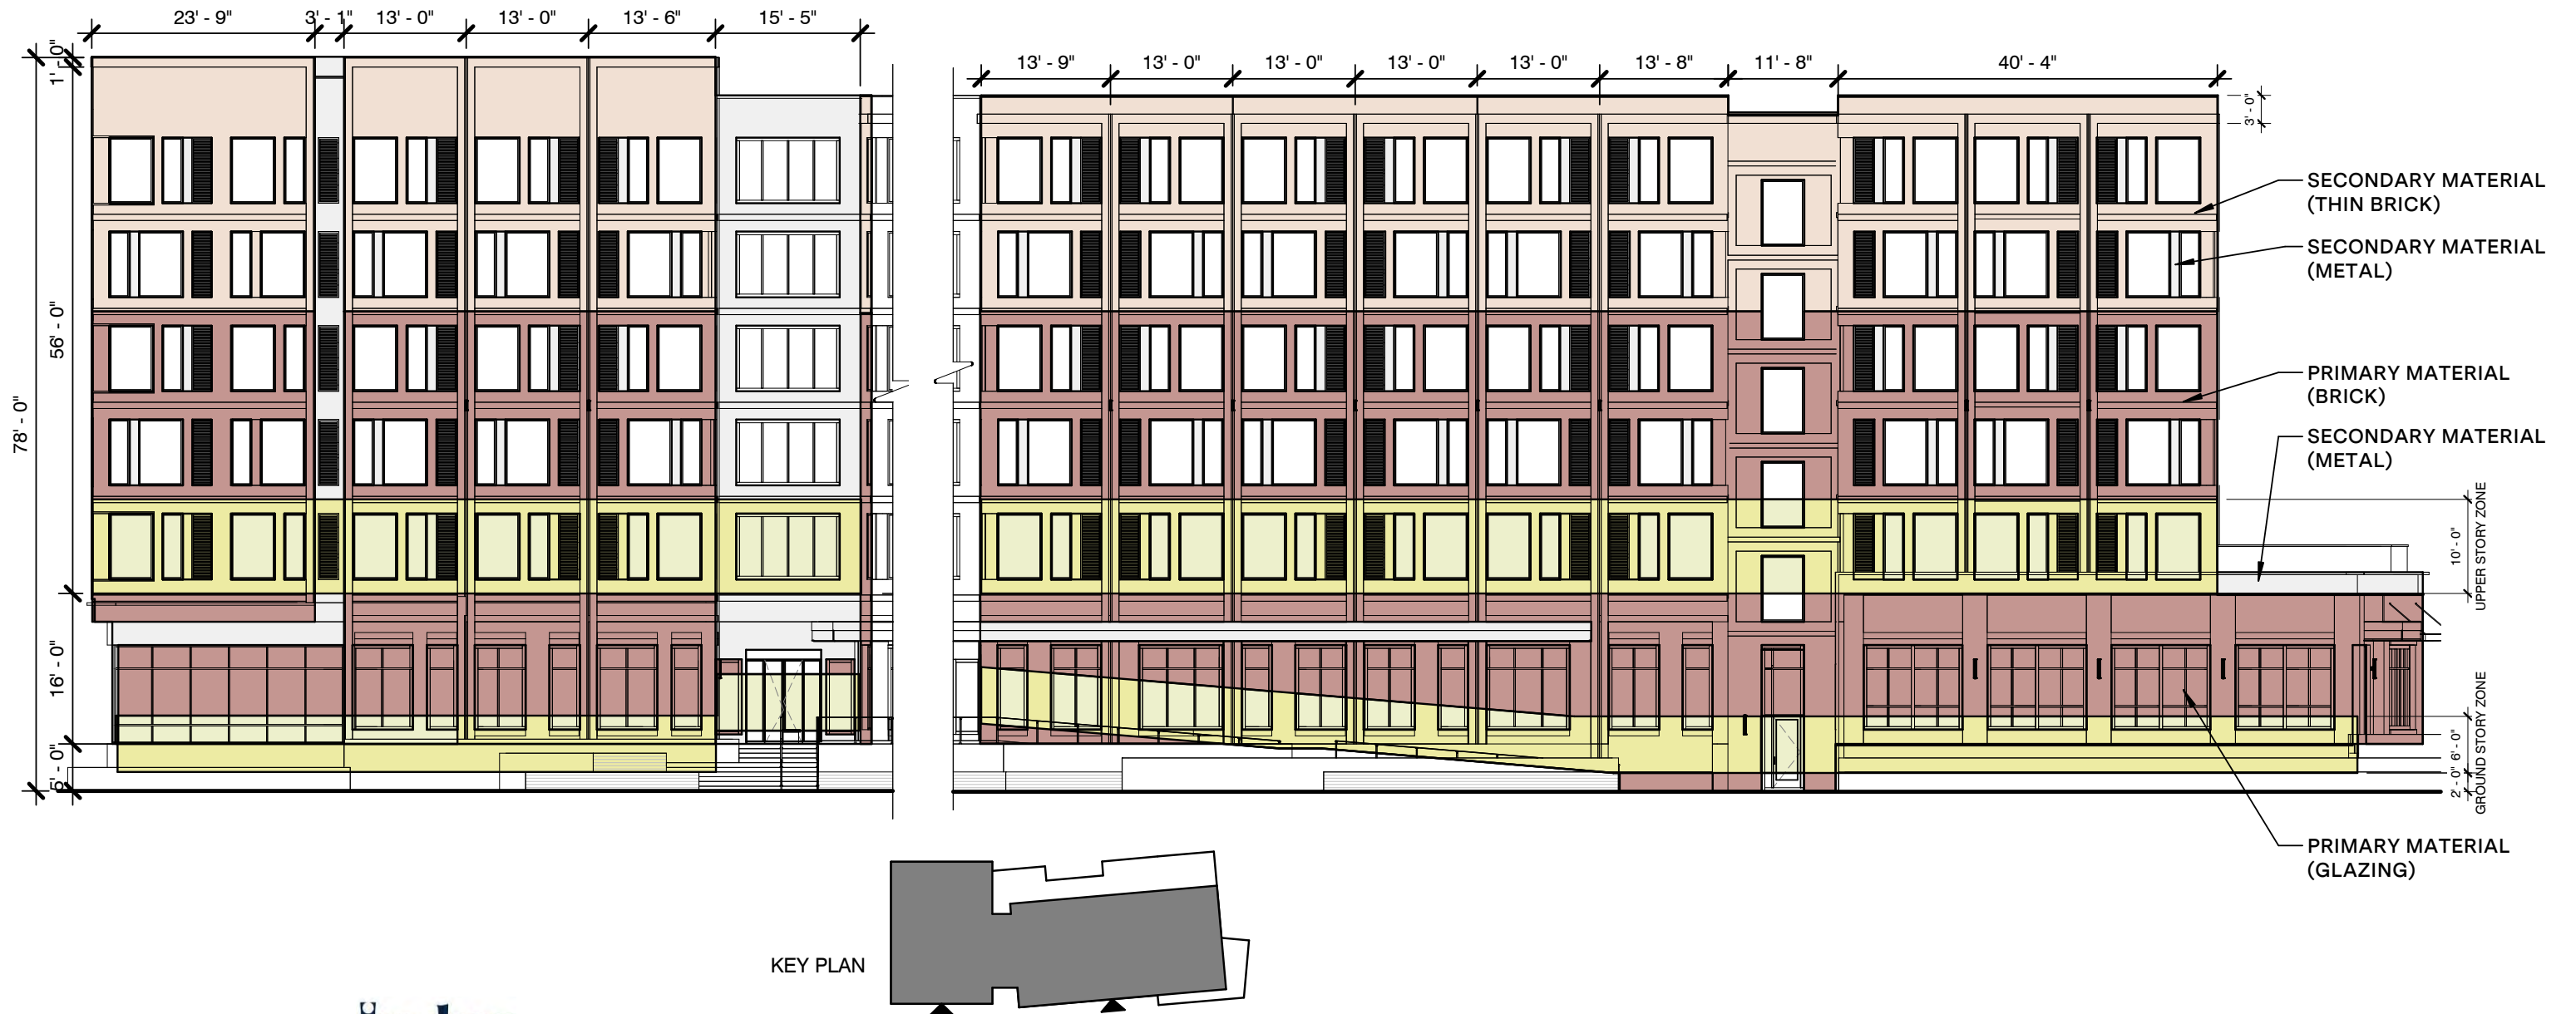 23' - 9" 3' - 1" 13' - 0" 13' - 0" 13' - 6" 15' - 5"
13' - 9" 13' - 0" 13' - 0" 13' - 0" 13' - 0" 13' - 8" 11' - 8" 40' - 4"
1' - 0"
56' - 0"
78' - 0"
16' - 0"
5' - 0"
3' - 0"
SECONDARY MATERIAL
(THIN BRICK)
SECONDARY MATERIAL
(METAL)
PRIMARY MATERIAL
(BRICK)
SECONDARY MATERIAL
(METAL)
10' - 0"
UPPER STORY ZONE
6' - 0"
2' - 0"
GROUND STORY ZONE
PRIMARY MATERIAL
(GLAZING)
KEY PLAN